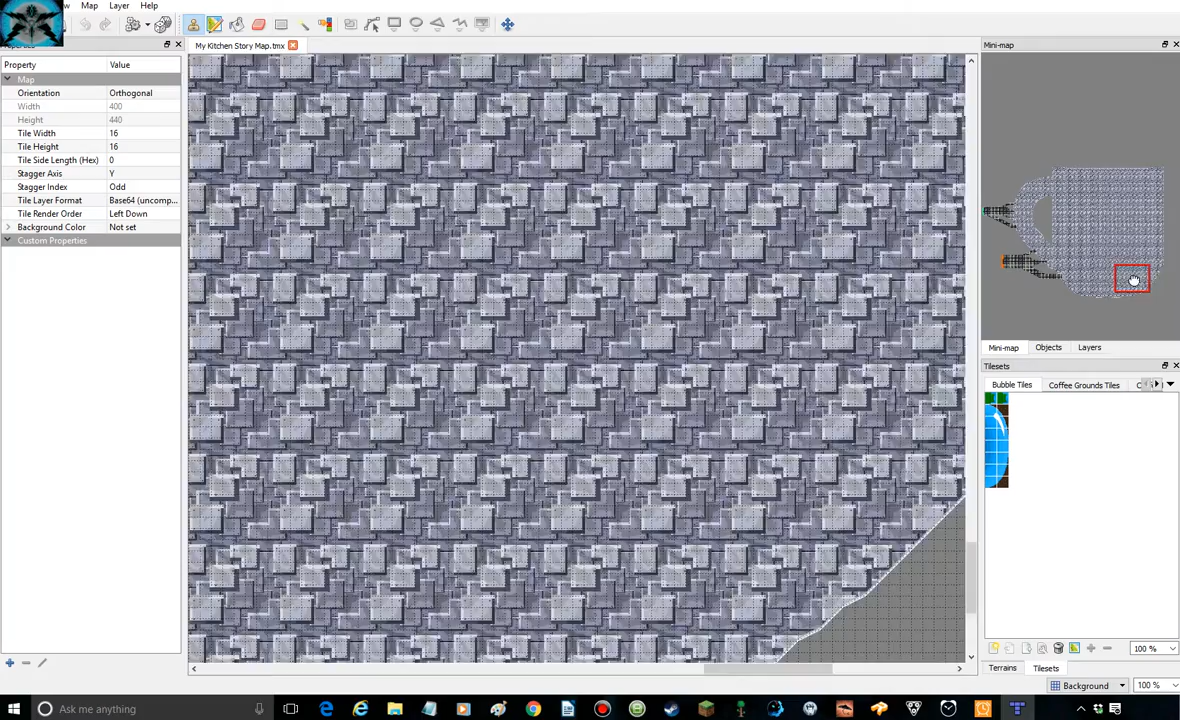 Map Layer Help
My Kitchen Story Map.tmx
Property Value
Map
Orientation Orthogonal
Width 400
Height 440
Tile Width 16
Tile Height 16
Tile Side Length (Hex) 0
Stagger Axis Y
Stagger Index Odd
Tile Layer Format Base64 (uncomp...
Tile Render Order Left Down
Background Color Not set
Custom Properties
Mini-map
Mini-map Objects Layers
Tilesets
Bubble Tiles Coffee Grounds Tiles
100 %
Terrains Tilesets
Background 100 %
Ask me anything